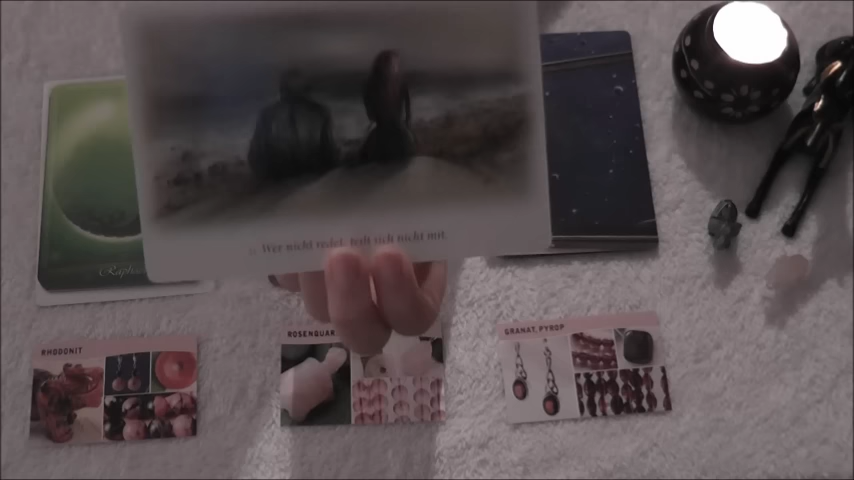 Wer nicht redet, teilt sich nicht mit.
RHODONIT
ROSENQUAR
GRANAT, PYROP